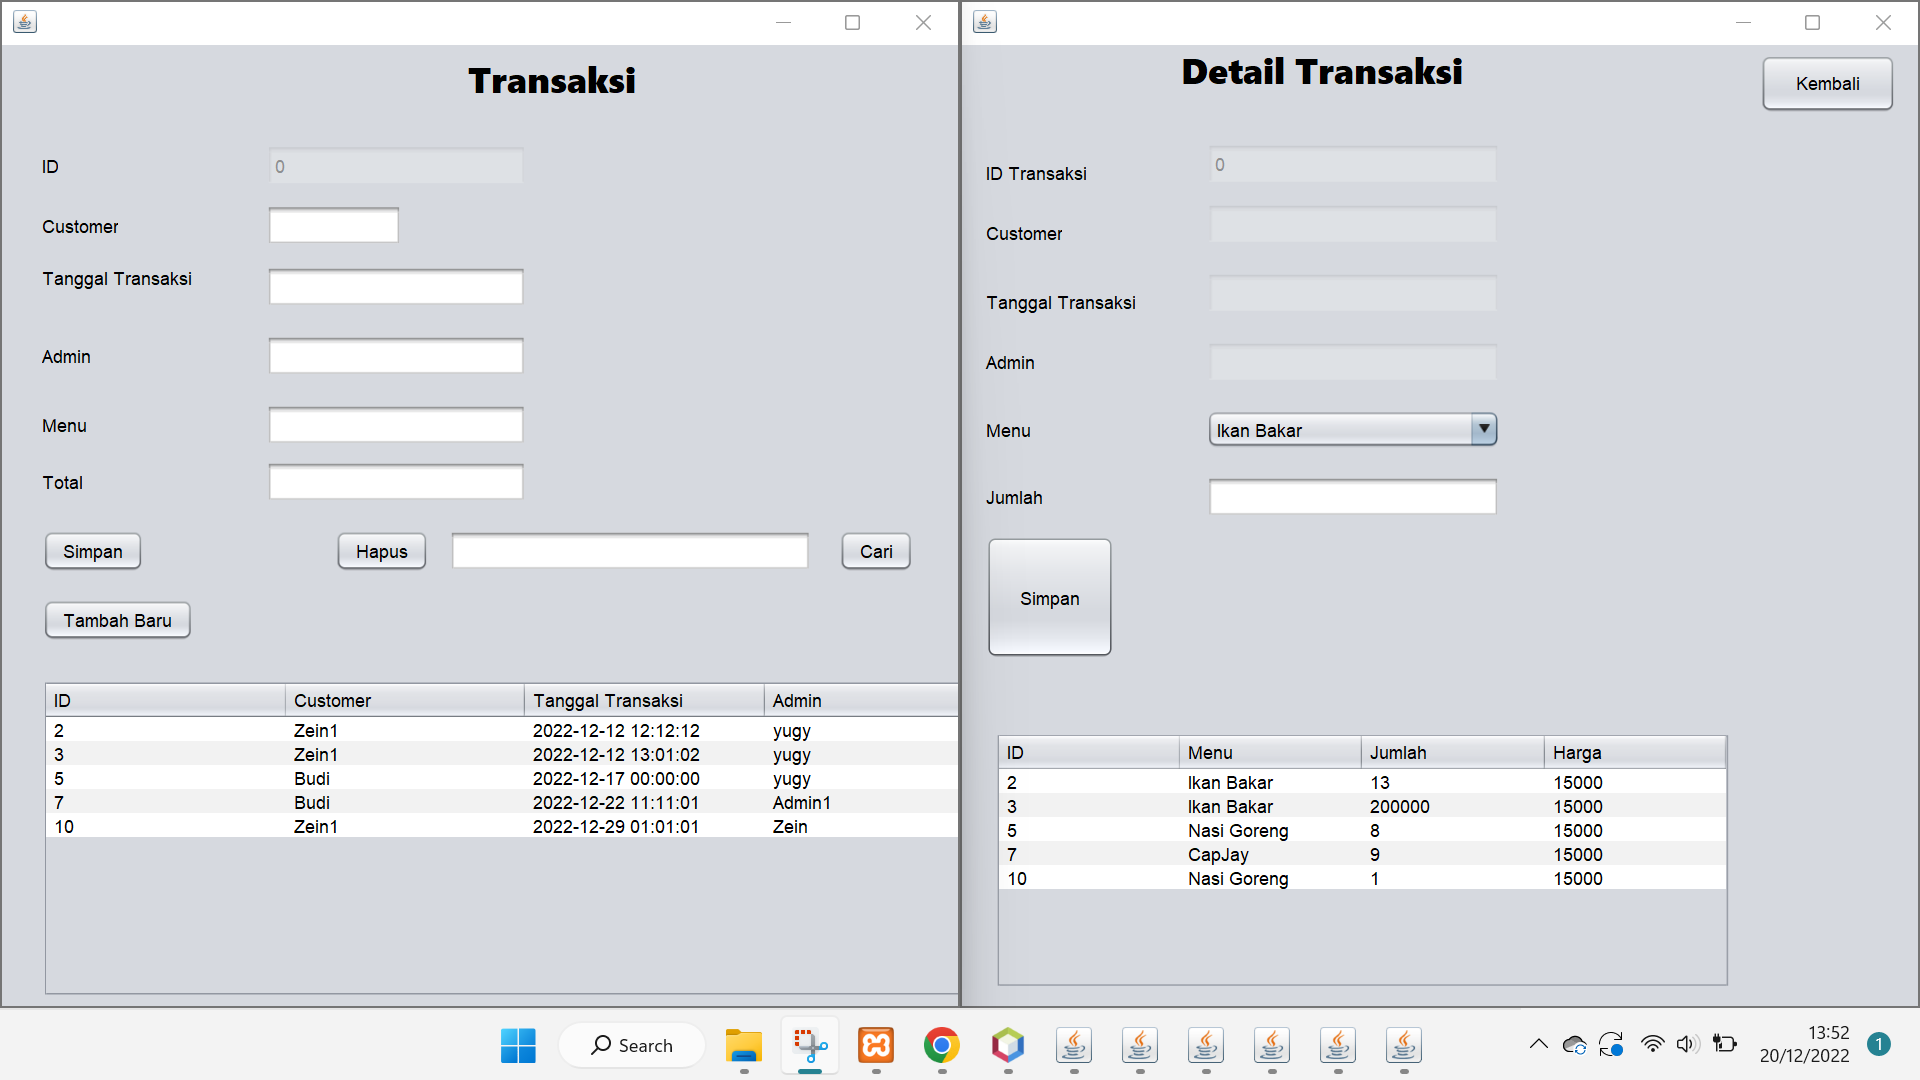 Transaksi
ID
0
Customer
Tanggal Transaksi
Admin
Menu
Total
Simpan
Hapus
Cari
Tambah Baru
ID Customer Tanggal Transaksi Admin
2 Zein1 2022-12-12 12:12:12 yugy
3 Zein1 2022-12-12 13:01:02 yugy
5 Budi 2022-12-17 00:00:00 yugy
7 Budi 2022-12-22 11:11:01 Admin1
10 Zein1 2022-12-29 01:01:01 Zein
Detail Transaksi
Kembali
ID Transaksi
0
Customer
Tanggal Transaksi
Admin
Menu
Ikan Bakar
Jumlah
Simpan
ID Menu Jumlah Harga
2 Ikan Bakar 13 15000
3 Ikan Bakar 200000 15000
5 Nasi Goreng 8 15000
7 CapJay 9 15000
10 Nasi Goreng 1 15000
Search
13:52
20/12/2022
1